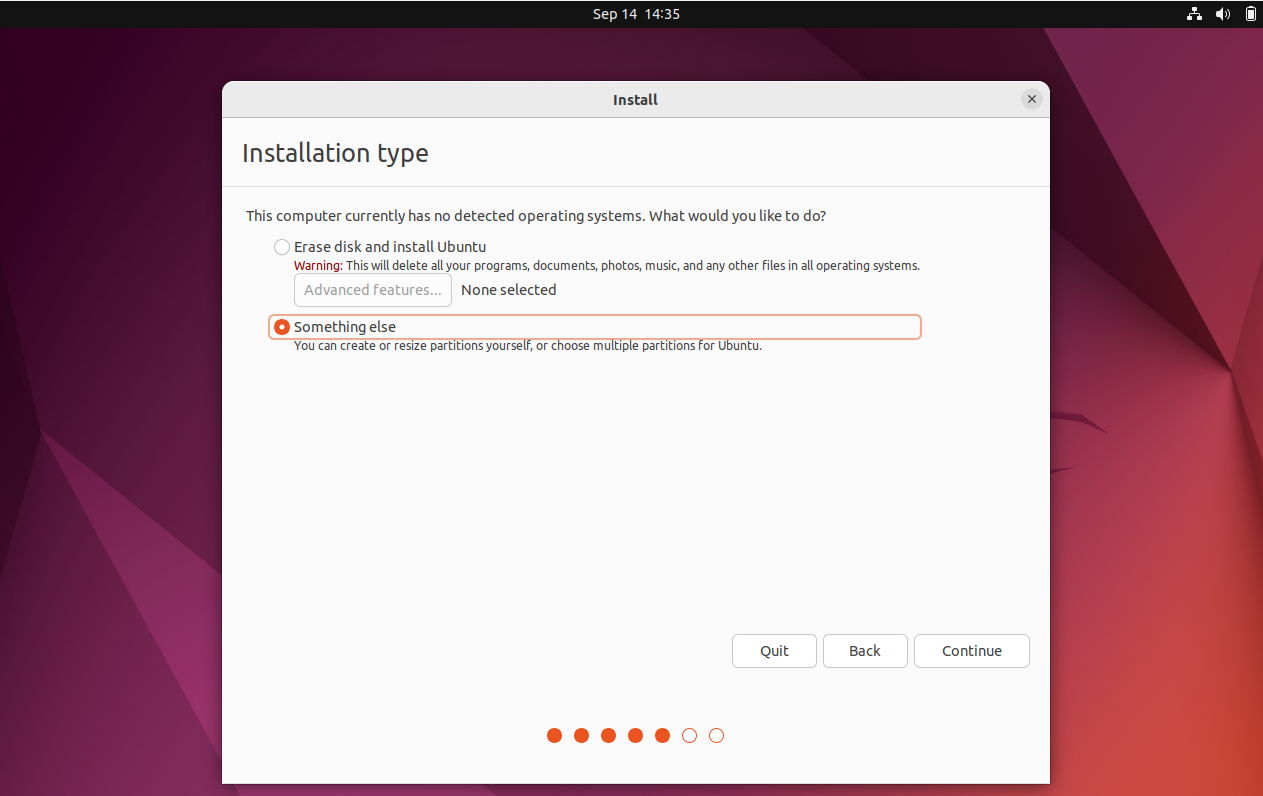 Sep 14 14:35
Install
Installation type
This computer currently has no detected operating systems. What would you like to do?
Erase disk and install Ubuntu
Warning: This will delete all your programs, documents, photos, music, and any other files in all operating systems.
Advanced features... None selected
Something else
You can create or resize partitions yourself, or choose multiple partitions for Ubuntu.
Quit Back Continue